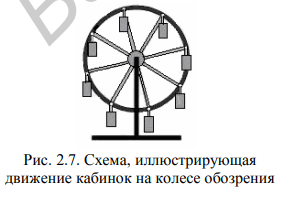 Рис. 2.7. Схема, иллюстрирующая
движение кабинок на колесе обозрения